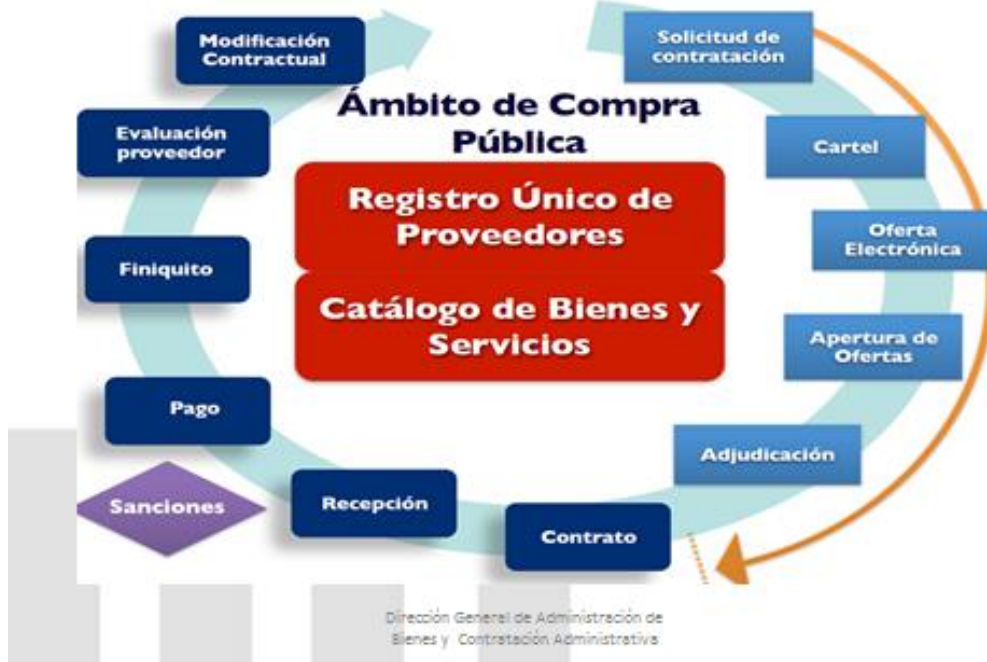 Ámbito de Compra
Pública
Registro Único de
Proveedores
Catálogo de Bienes y
Servicios
Solicitud de
contratación
Cartel
Oferta
Electrónica
Apertura de
Ofertas
Adjudicación
Contrato
Recepción
Sanciones
Pago
Finiquito
Evaluación
proveedor
Modificación
Contractual
Dirección General de Administración de
Bienes y Contratación Administrativa